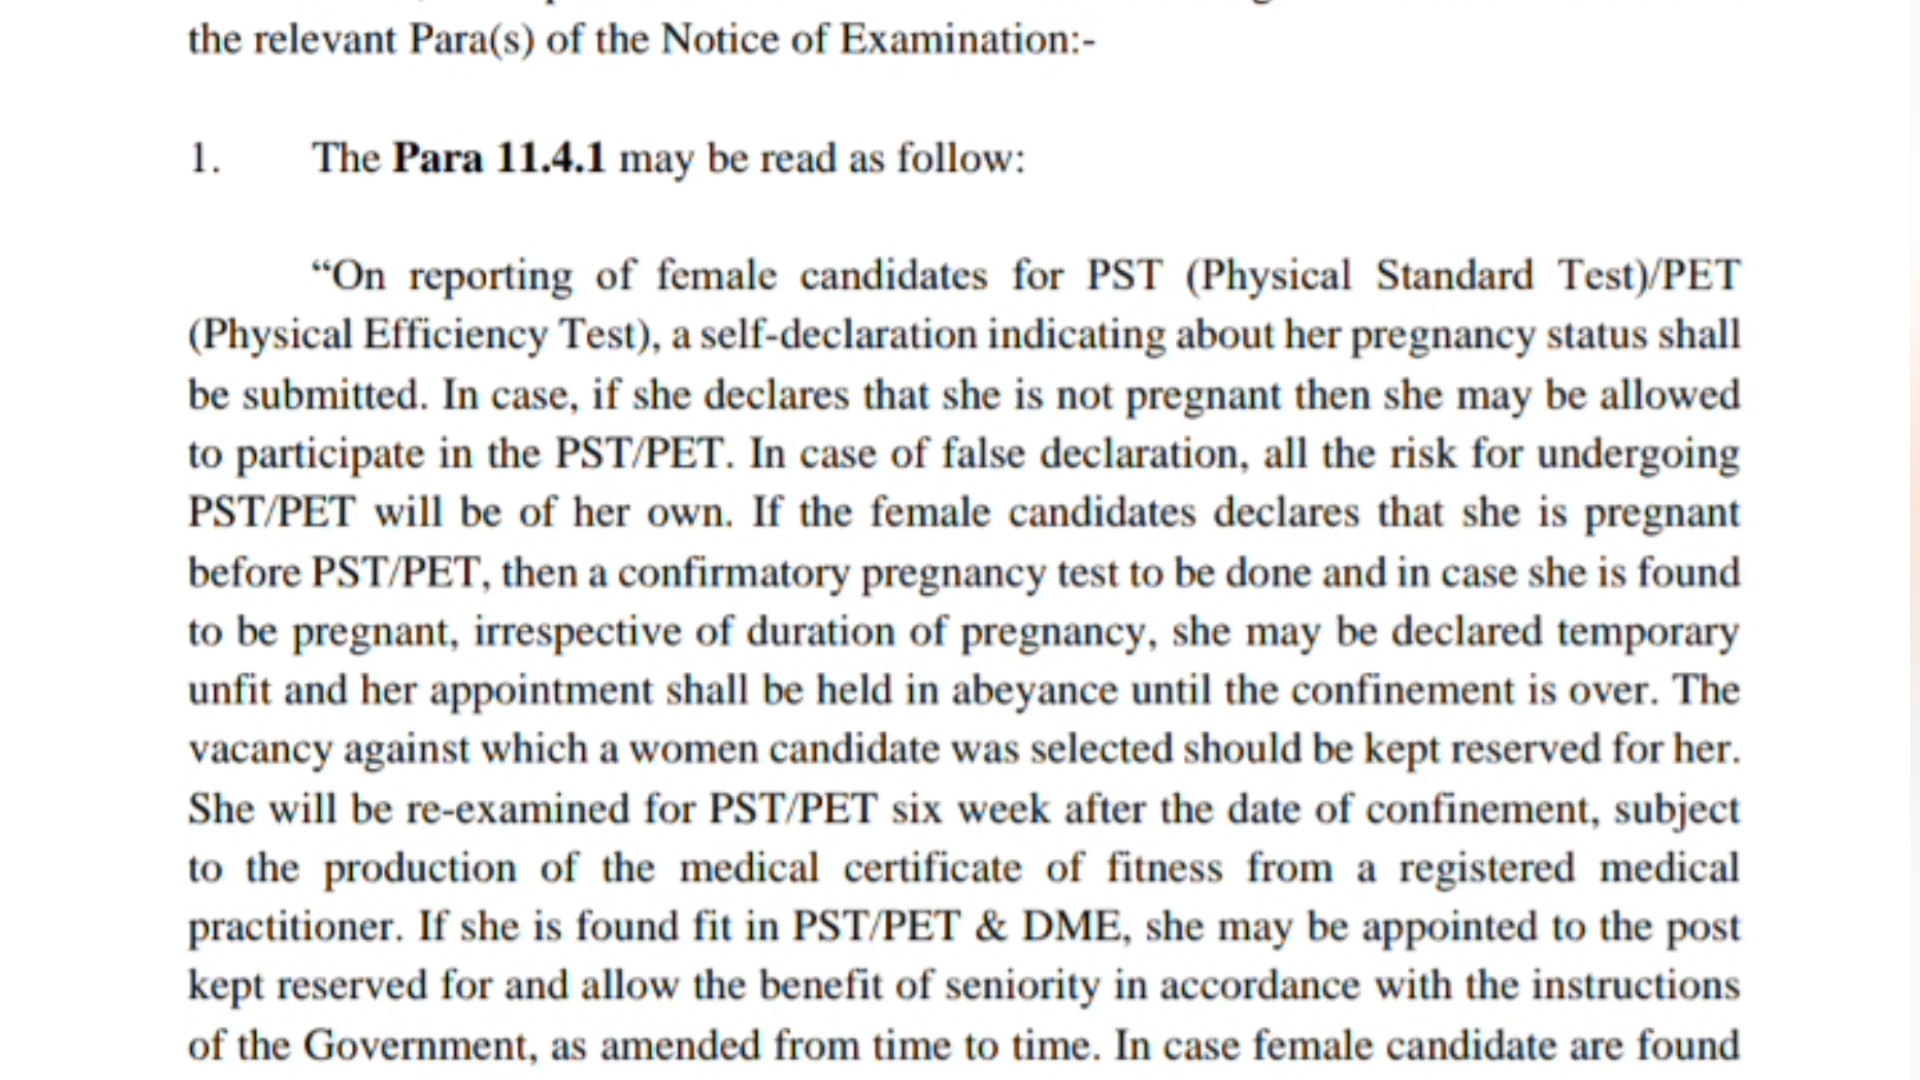 the relevant Para(s) of the Notice of Examination:-
1. The Para 11.4.1 may be read as follow:
“On reporting of female candidates for PST (Physical Standard Test)/PET
(Physical Efficiency Test), a self-declaration indicating about her pregnancy status shall
be submitted. In case, if she declares that she is not pregnant then she may be allowed
to participate in the PST/PET. In case of false declaration, all the risk for undergoing
PST/PET will be of her own. If the female candidates declares that she is pregnant
before PST/PET, then a confirmatory pregnancy test to be done and in case she is found
to be pregnant, irrespective of duration of pregnancy, she may be declared temporary
unfit and her appointment shall be held in abeyance until the confinement is over. The
vacancy against which a women candidate was selected should be kept reserved for her.
She will be re-examined for PST/PET six week after the date of confinement, subject
to the production of the medical certificate of fitness from a registered medical
practitioner. If she is found fit in PST/PET & DME, she may be appointed to the post
kept reserved for and allow the benefit of seniority in accordance with the instructions
of the Government, as amended from time to time. In case female candidate are found